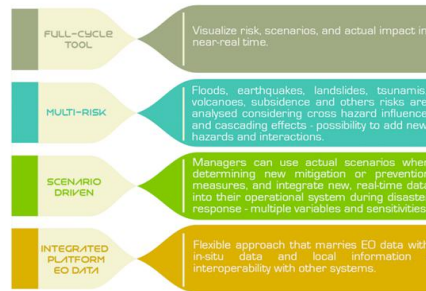 FULL-CYCLE
TOOL
Visualize risk, scenarios, and actual impact in
near-real time.
MULTI-RISK
Floods, earthquakes, landslides, tsunamis,
volcanoes, subsidence and others risks are
analysed considering cross hazard influence
and cascading effects - possibility to add new
hazards and interactions.
SCENARIO
DRIVEN
Managers can use actual scenarios when
determining new mitigation or prevention
measures, and integrate new, real-time data
into their operational system during disaster
response - multiple variables and sensitivities
INTEGRATED
PLATFORM
EO DATA
Flexible approach that marries EO data with
in-situ data and local information -
interoperability with other systems.